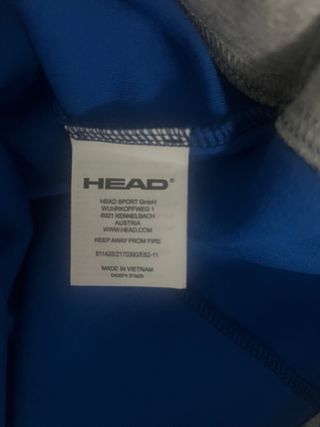 HEAD®
HEAD SPORT GmbH
WUHRKOPFWEG 1
6921 KENNELBACH
AUSTRIA
WWW.HEAD.COM
KEEP AWAY FROM FIRE
811428/2170390/E62-11
MADE IN VIETNAM